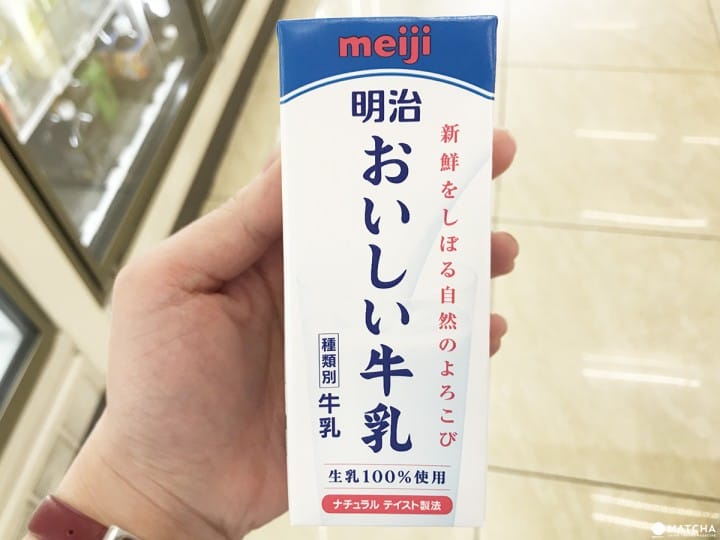 meiji
明治
おいしい牛乳
新鮮をしぼる自然のよろこび
種類別
牛乳
生乳100%使用
ナチュラル テイスト製法
MATCHA